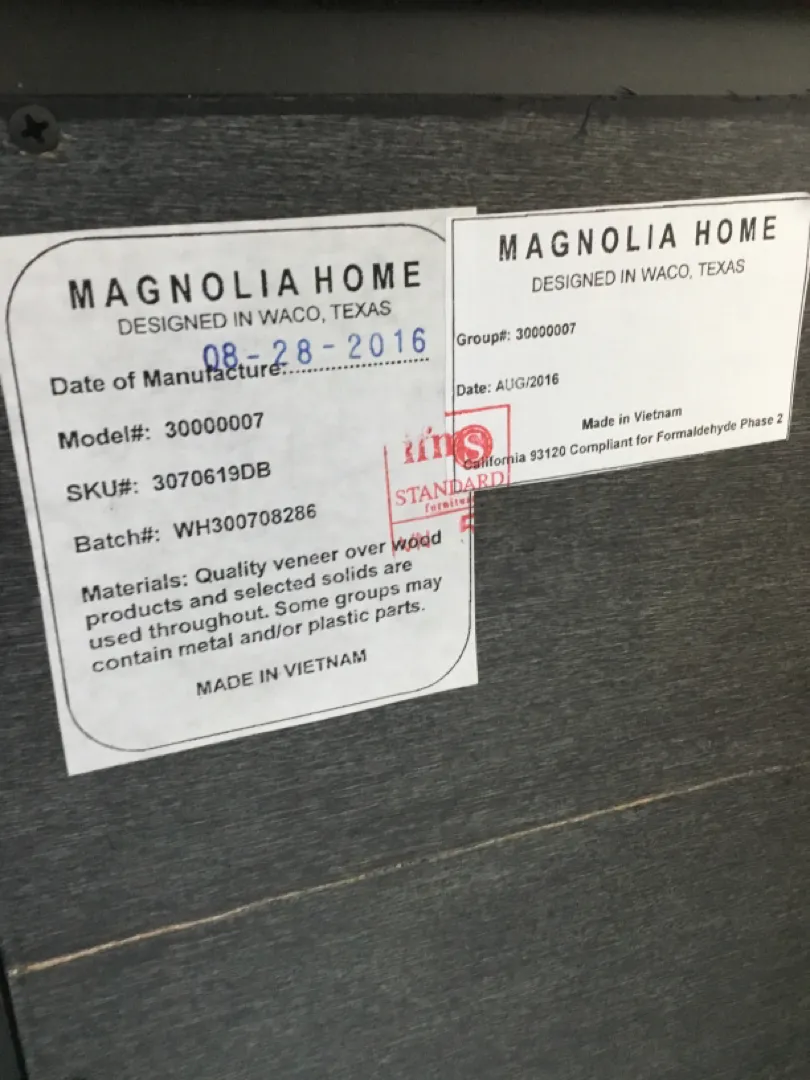 MAGNOLIA HOME
DESIGNED IN WACO, TEXAS
08-28-2016
Date of Manufacture:
Model#: 30000007
SKU#: 3070619DB
Batch#: WH300708286
Materials: Quality veneer over wood
products and selected solids are
used throughout. Some groups may
contain metal and/or plastic parts.
MADE IN VIETNAM
MAGNOLIA HOME
DESIGNED IN WACO, TEXAS
Group#: 30000007
Date: AUG/2016
Made in Vietnam
California 93120 Compliant for Formaldehyde Phase 2
STANDARD